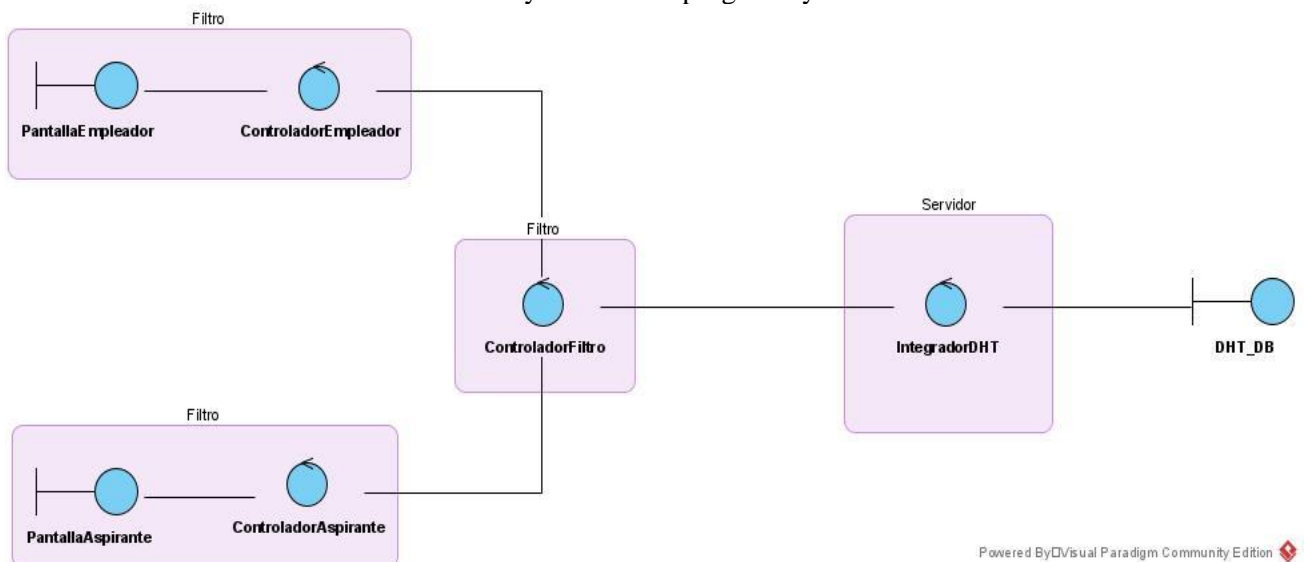 Filtro
PantallaEmpleador
ControladorEmpleador
Filtro
ControladorFiltro
Servidor
IntegradorDHT
DHT_DB
Filtro
PantallaAspirante
ControladorAspirante
Powered By Visual Paradigm Community Edition